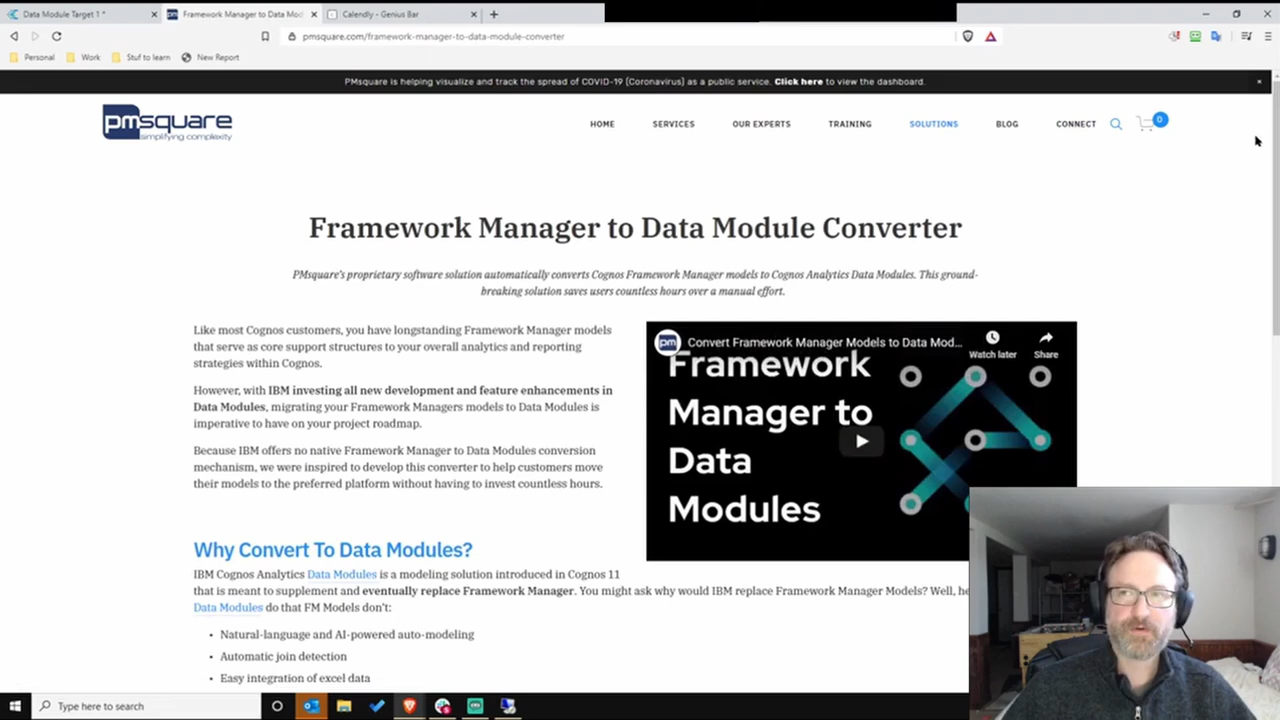 Data Module Target 1 *
Framework Manager to Data Mod
Calendly - Genius Bar
pmsquare.com/framework-manager-to-data-module-converter
Personal
Work
Stuf to learn
New Report
PMsquare is helping visualize and track the spread of COVID-19 (Coronavirus) as a public service. Click here to view the dashboard.
pmsquare
simplifying complexity
HOME
SERVICES
OUR EXPERTS
TRAINING
SOLUTIONS
BLOG
CONNECT
0
Framework Manager to Data Module Converter
PMsquare's proprietary software solution automatically converts Cognos Framework Manager models to Cognos Analytics Data Modules. This ground-
breaking solution saves users countless hours over a manual effort.
Like most Cognos customers, you have longstanding Framework Manager models
that serve as core support structures to your overall analytics and reporting
strategies within Cognos.
However, with IBM investing all new development and feature enhancements in
Data Modules, migrating your Framework Managers models to Data Modules is
imperative to have on your project roadmap.
Because IBM offers no native Framework Manager to Data Modules conversion
mechanism, we were inspired to develop this converter to help customers move
their models to the preferred platform without having to invest countless hours.
pm
Convert Framework Manager Models to Data Mod...
Watch later
Share
Framework
Manager to
Data
Modules
Why Convert To Data Modules?
IBM Cognos Analytics Data Modules is a modeling solution introduced in Cognos 11
that is meant to supplement and eventually replace Framework Manager. You might ask why would IBM replace Framework Manager Models? Well, he
Data Modules do that FM Models don't:
• Natural-language and AI-powered auto-modeling
• Automatic join detection
• Easy integration of excel data
Type here to search